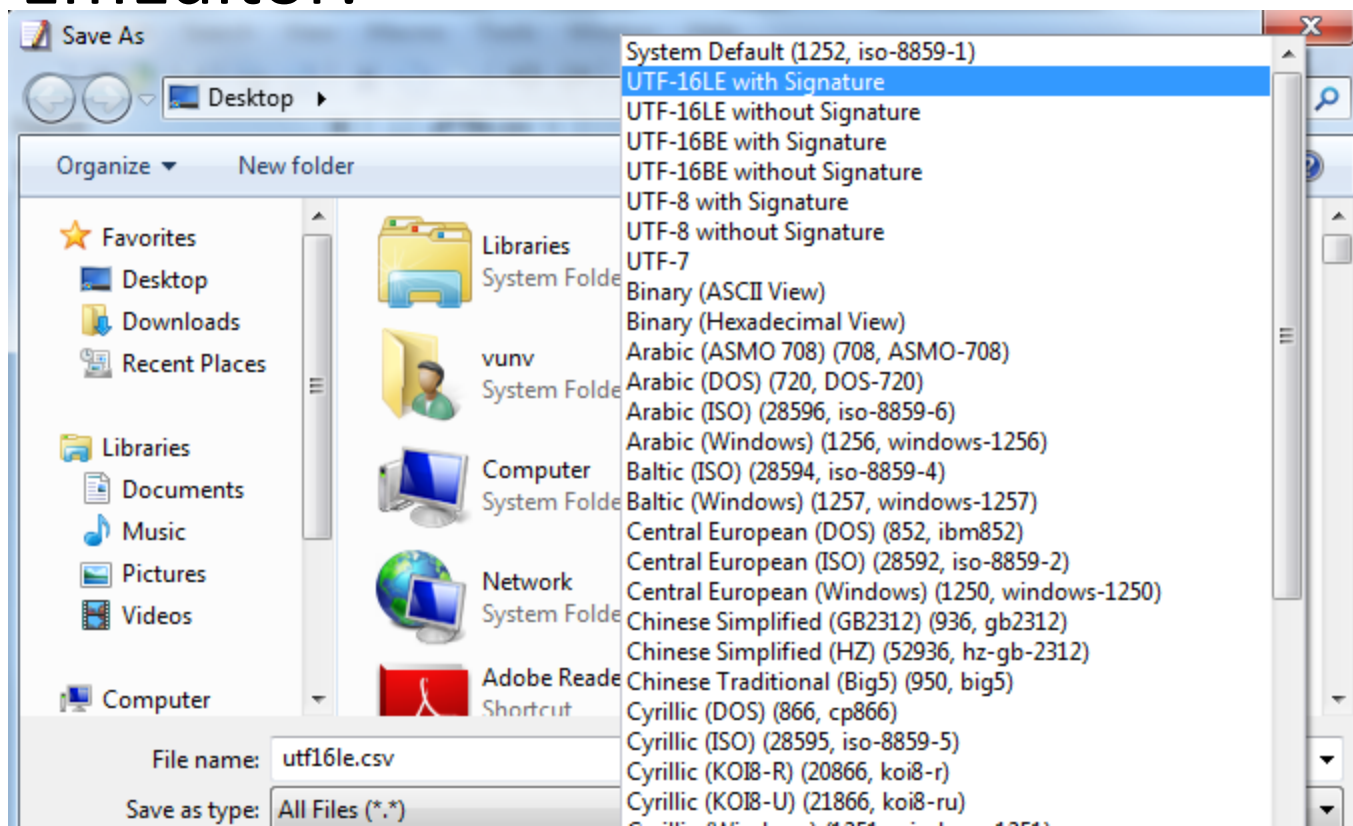 EmEditor:
Save As
Desktop
Organize
New folder
Favorites
Desktop
Downloads
Recent Places
Libraries
Documents
Music
Pictures
Videos
Computer
Libraries
System Folde
vunv
System Folde
Computer
System Folde
Network
System Folde
Adobe Reade
Shortcut
File name: utf16le.csv
Save as type: All Files (*.*)
System Default (1252, iso-8859-1)
UTF-16LE with Signature
UTF-16LE without Signature
UTF-16BE with Signature
UTF-16BE without Signature
UTF-8 with Signature
UTF-8 without Signature
UTF-7
Binary (ASCII View)
Binary (Hexadecimal View)
Arabic (ASMO 708) (708, ASMO-708)
Arabic (DOS) (720, DOS-720)
Arabic (ISO) (28596, iso-8859-6)
Arabic (Windows) (1256, windows-1256)
Baltic (ISO) (28594, iso-8859-4)
Baltic (Windows) (1257, windows-1257)
Central European (DOS) (852, ibm852)
Central European (ISO) (28592, iso-8859-2)
Central European (Windows) (1250, windows-1250)
Chinese Simplified (GB2312) (936, gb2312)
Chinese Simplified (HZ) (52936, hz-gb-2312)
Chinese Traditional (Big5) (950, big5)
Cyrillic (DOS) (866, cp866)
Cyrillic (ISO) (28595, iso-8859-5)
Cyrillic (KOI8-R) (20866, koi8-r)
Cyrillic (KOI8-U) (21866, koi8-ru)